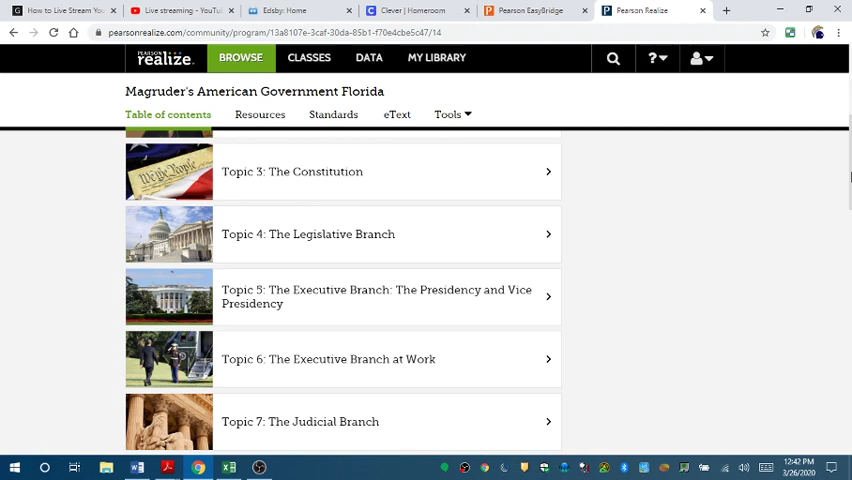 How to Live Stream You
Live streaming - YouTu
Edsby: Home
Clever | Homeroom
Pearson EasyBridge
Pearson Realize
pearsonrealize.com/community/program/13a8107e-3caf-30da-85b1-f70e4cbe5c47/14
PEARSON
realize.
BROWSE
CLASSES
DATA
MY LIBRARY
?
Magruder's American Government Florida
Table of contents
Resources
Standards
eText
Tools
We the People
Topic 3: The Constitution
Topic 4: The Legislative Branch
Topic 5: The Executive Branch: The Presidency and Vice
Presidency
Topic 6: The Executive Branch at Work
Topic 7: The Judicial Branch
12:42 PM
3/26/2020